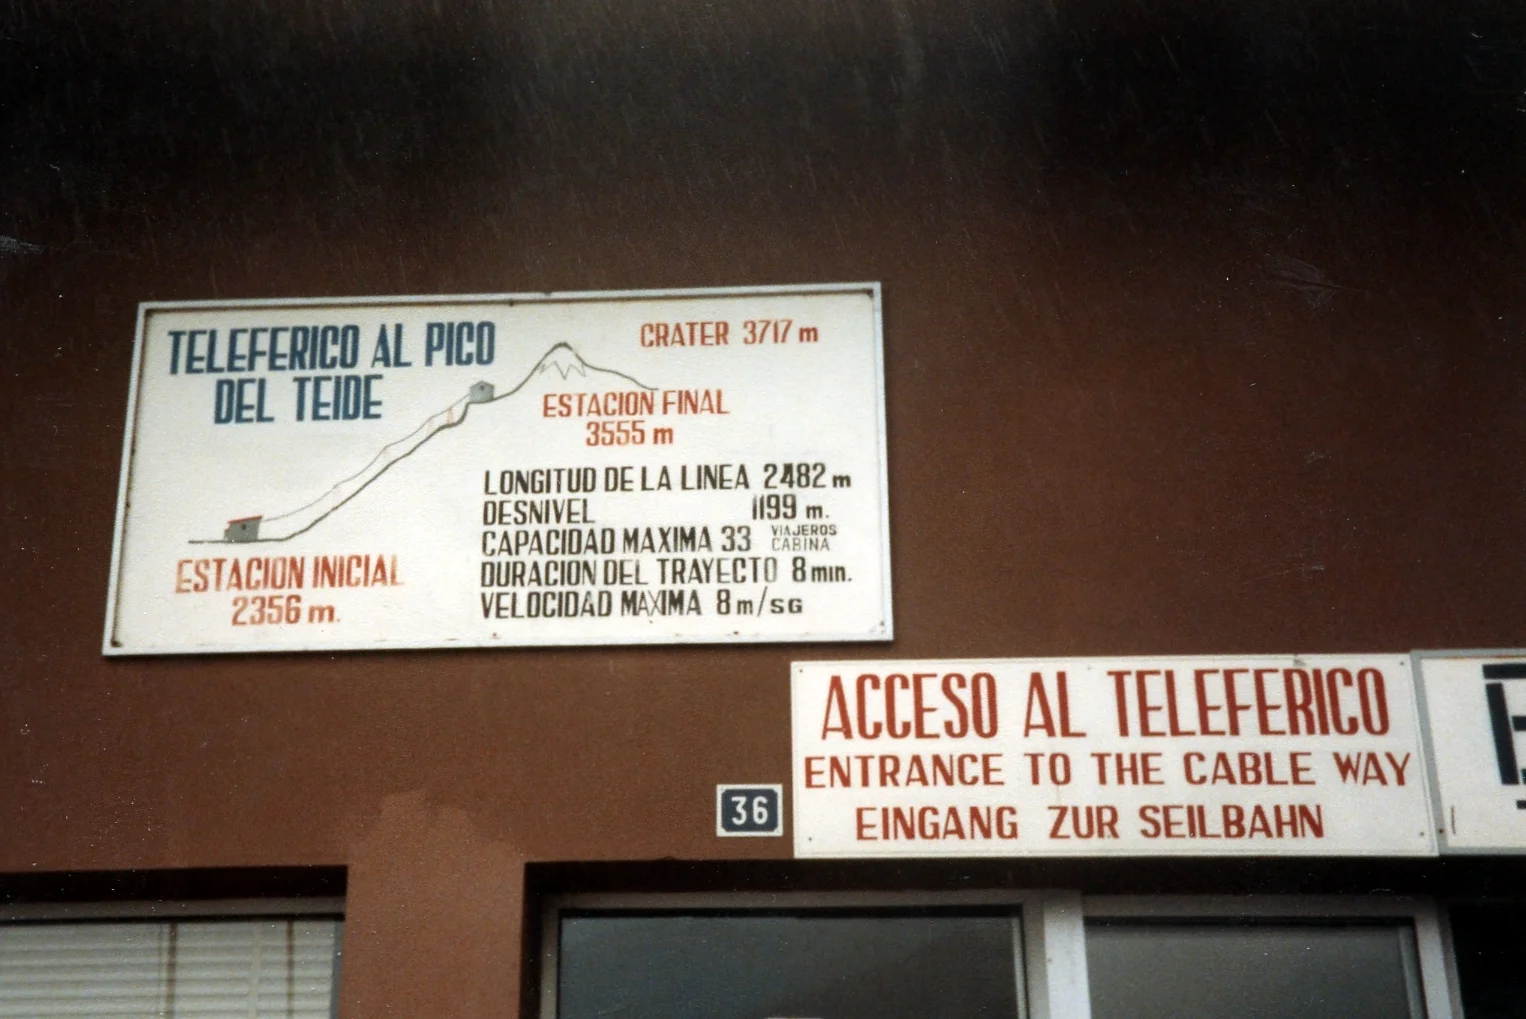 TELEFERICO AL PICO
DEL TEIDE
CRATER 3717 m
ESTACION FINAL
3555 m
ESTACION INICIAL
2356 m.
LONGITUD DE LA LINEA 2482 m
DESNIVEL 1199 m.
CAPACIDAD MAXIMA 33 VIAJEROS
CABINA
DURACION DEL TRAYECTO 8 min.
VELOCIDAD MAXIMA 8 m/SG
36
ACCESO AL TELEFERICO
ENTRANCE TO THE CABLE WAY
EINGANG ZUR SEILBAHN